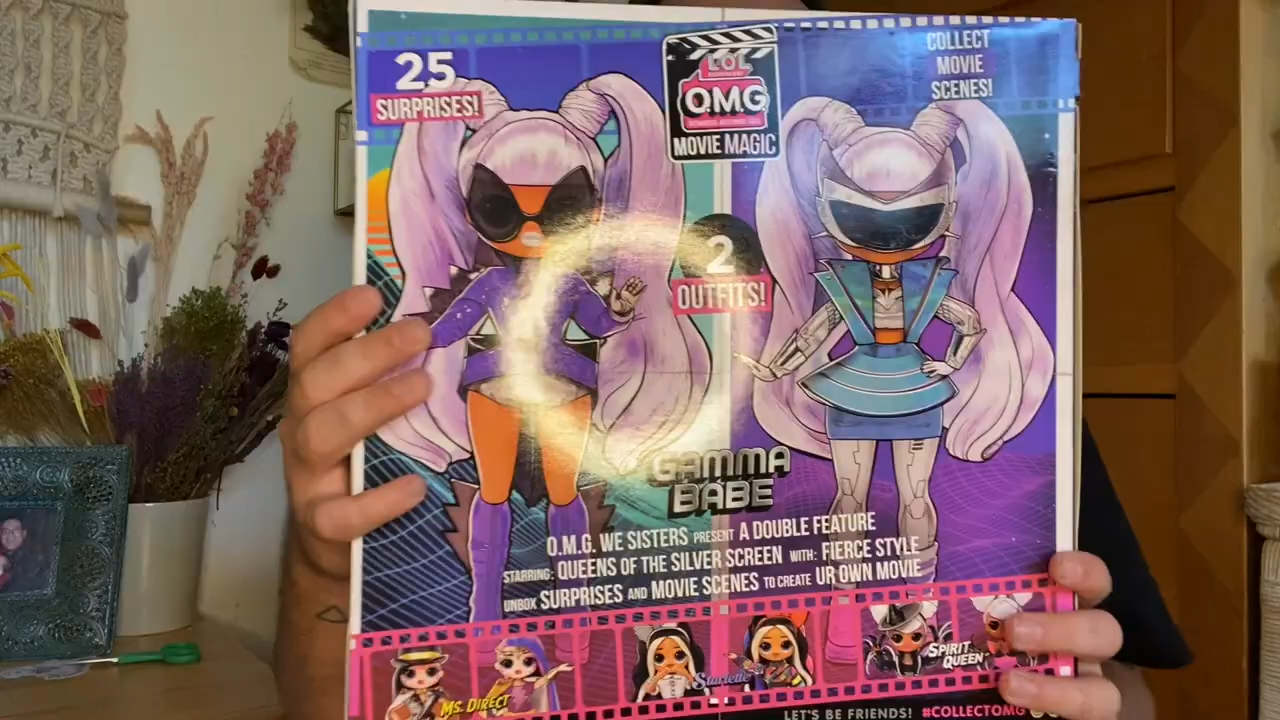 25
SURPRISES!
LOL
SURPRISE!
O.M.G.
MOVIE MAGIC
COLLECT
MOVIE
SCENES!
2
OUTFITS!
GAMMA
BABE
O.M.G. WE SISTERS PRESENT A DOUBLE FEATURE
STARRING: QUEENS OF THE SILVER SCREEN WITH: FIERCE STYLE
UNBOX SURPRISES AND MOVIE SCENES TO CREATE UR OWN MOVIE
MS. DIRECT
Starlette
SPIRIT
QUEEN
LET'S BE FRIENDS! #COLLECTOMG